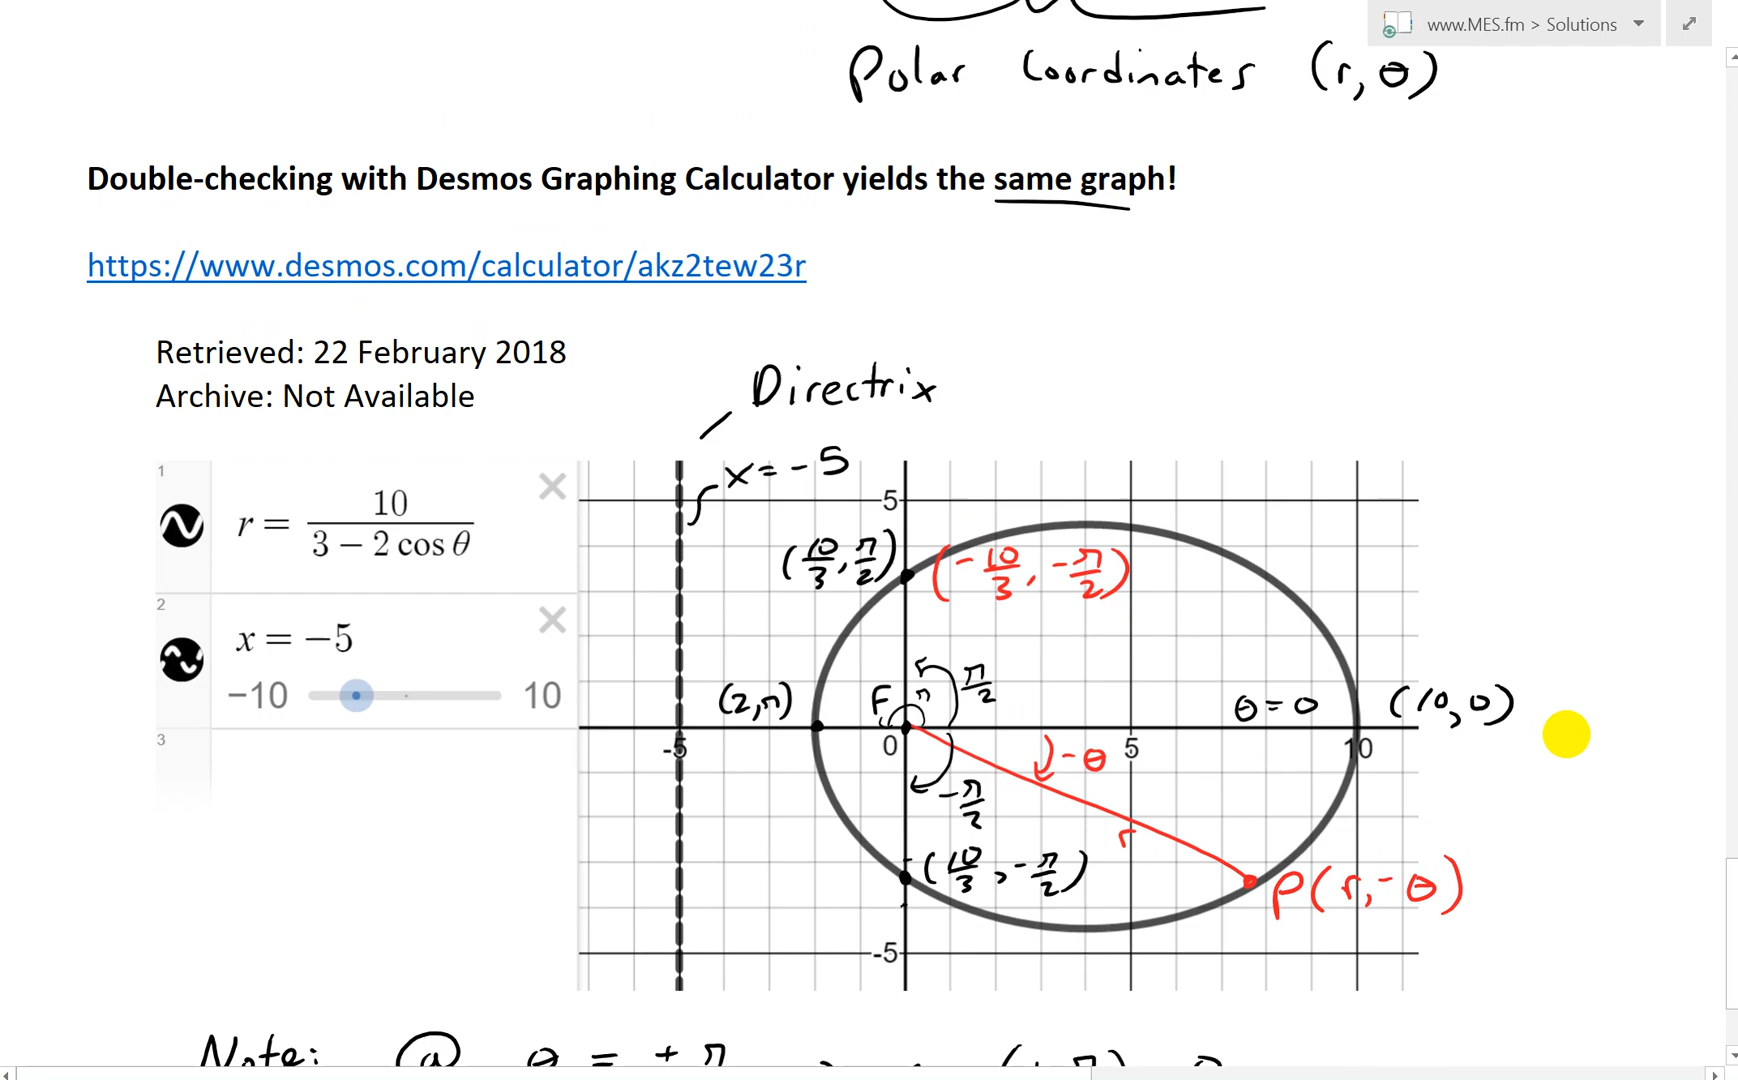 www.MES.fm > Solutions
Polar Coordinates (r, θ)
Double-checking with Desmos Graphing Calculator yields the same graph!
https://www.desmos.com/calculator/akz2tew23r
Retrieved: 22 February 2018
Archive: Not Available
Directrix
x = -5
1
r = 10 / (3 − 2 cos θ)
2
x = −5
−10
10
3
5
(10/3, π/2)
(-10/3, -π/2)
(2, π)
F
π
π/2
θ = 0
(10, 0)
-5
0
5
10
-θ
-π/2
r
(10/3, -π/2)
P(r, -θ)
-5
Note: @ θ = + π